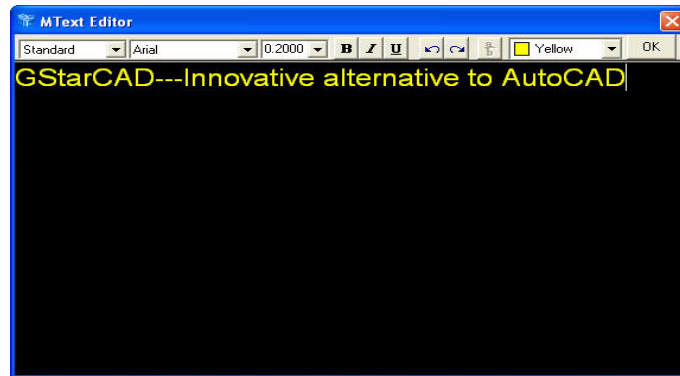 MText Editor
Standard Arial 0.2000 B I U a/b Yellow OK
GStarCAD---Innovative alternative to AutoCAD